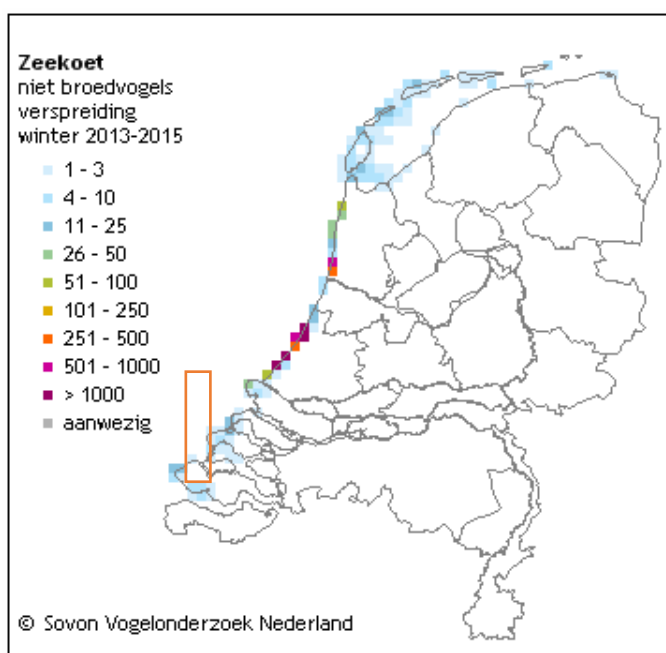 Zeekoet
niet broedvogels
verspreiding
winter 2013-2015
1 - 3
4 - 10
11 - 25
26 - 50
51 - 100
101 - 250
251 - 500
501 - 1000
> 1000
aanwezig
© Sovon Vogelonderzoek Nederland